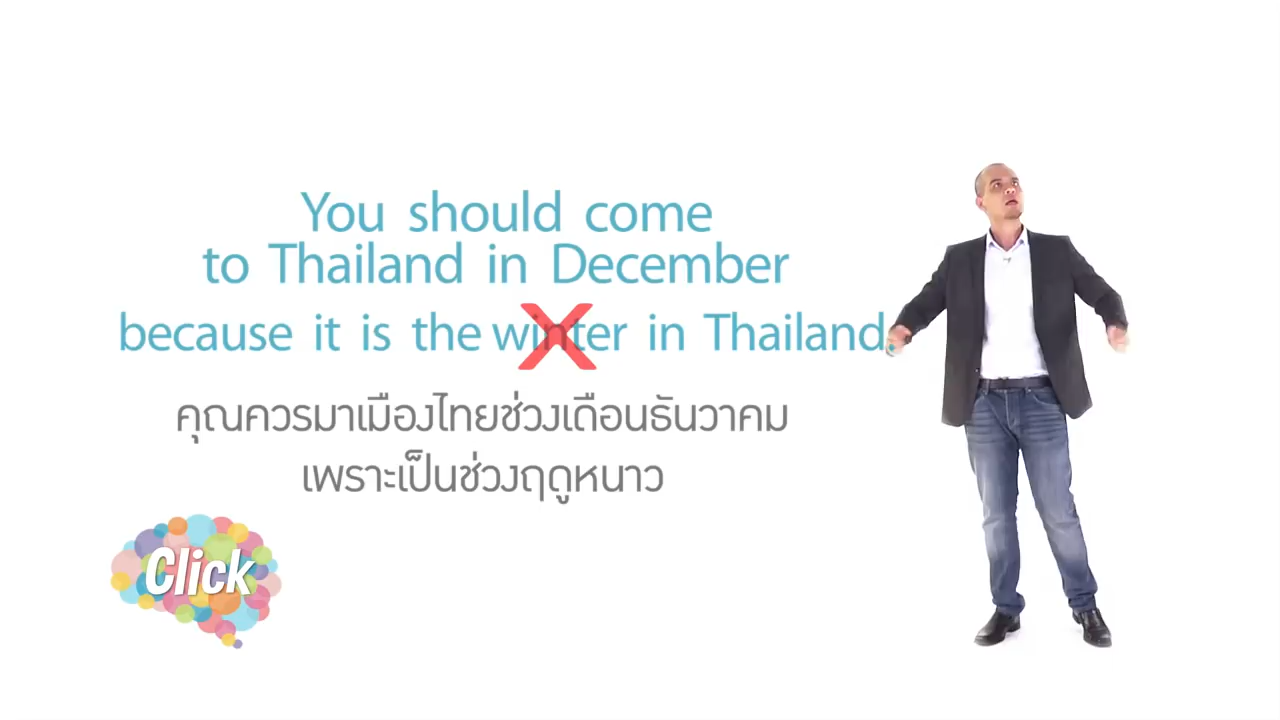 You should come
to Thailand in December
because it is the winter in Thailand.
คุณควรมาเมืองไทยช่วงเดือนธันวาคม
เพราะเป็นช่วงฤดูหนาว
Click